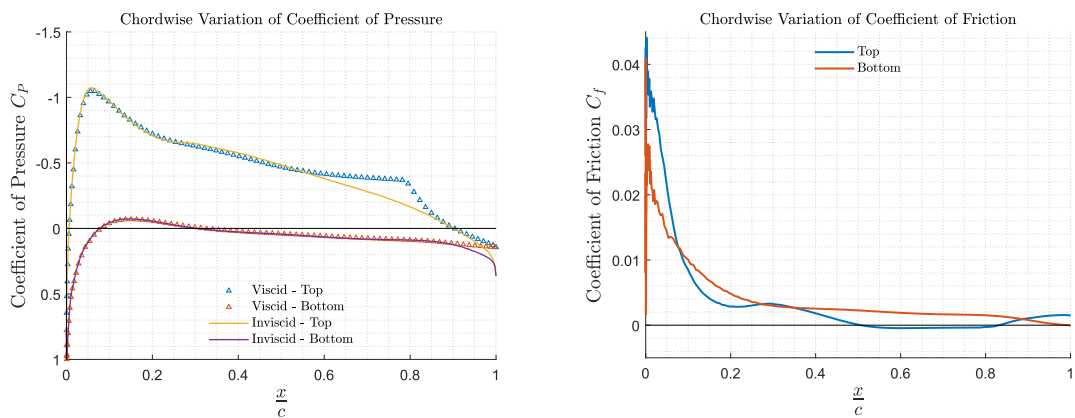 Chordwise Variation of Coefficient of Pressure
-1.5
-1
-0.5
0
0.5
1
Coefficient of Pressure C_P
Viscid - Top
Viscid - Bottom
Inviscid - Top
Inviscid - Bottom
0 0.2 0.4 0.6 0.8 1
x
c
Chordwise Variation of Coefficient of Friction
0.04
0.03
0.02
0.01
0
Coefficient of Friction C_f
Top
Bottom
0 0.2 0.4 0.6 0.8 1
x
c